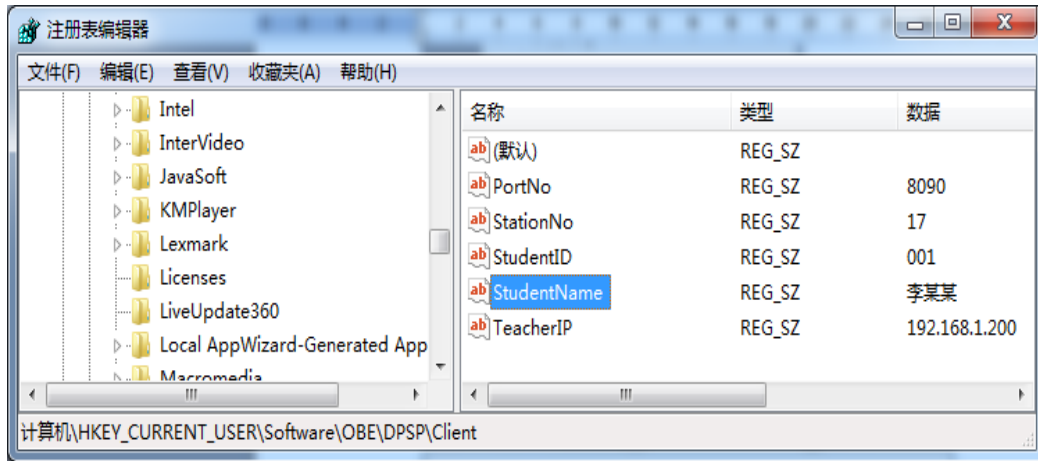 注册表编辑器
文件(F) 编辑(E) 查看(V) 收藏夹(A) 帮助(H)
Intel
InterVideo
JavaSoft
KMPlayer
Lexmark
Licenses
LiveUpdate360
Local AppWizard-Generated App
Macromedia
名称 类型 数据
(默认) REG_SZ
PortNo REG_SZ 8090
StationNo REG_SZ 17
StudentID REG_SZ 001
StudentName REG_SZ 李某某
TeacherIP REG_SZ 192.168.1.200
计算机\HKEY_CURRENT_USER\Software\OBE\DPSP\Client